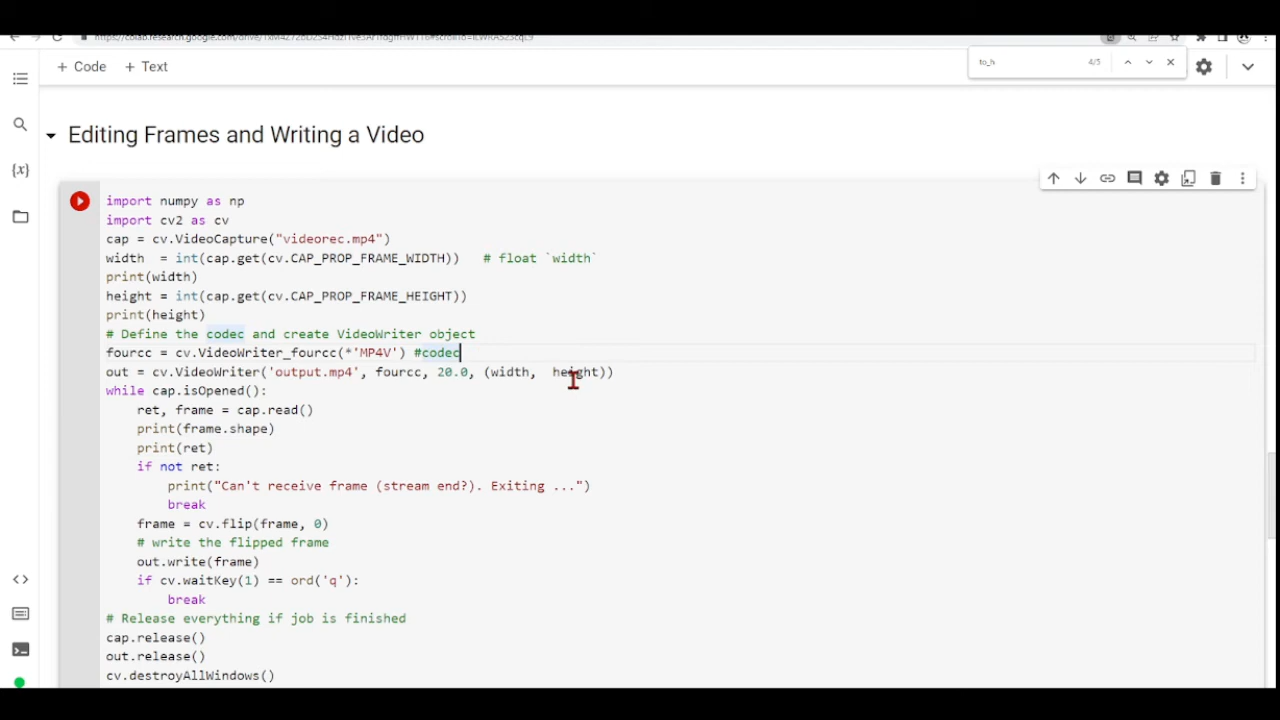 + Code + Text
to_h 4/5
Editing Frames and Writing a Video
import numpy as np
import cv2 as cv
cap = cv.VideoCapture("videorec.mp4")
width  = int(cap.get(cv.CAP_PROP_FRAME_WIDTH))   # float `width`
print(width)
height = int(cap.get(cv.CAP_PROP_FRAME_HEIGHT))
print(height)
# Define the codec and create VideoWriter object
fourcc = cv.VideoWriter_fourcc(*'MP4V') #codec
out = cv.VideoWriter('output.mp4', fourcc, 20.0, (width,  height))
while cap.isOpened():
    ret, frame = cap.read()
    print(frame.shape)
    print(ret)
    if not ret:
        print("Can't receive frame (stream end?). Exiting ...")
        break
    frame = cv.flip(frame, 0)
    # write the flipped frame
    out.write(frame)
    if cv.waitKey(1) == ord('q'):
        break
# Release everything if job is finished
cap.release()
out.release()
cv.destroyAllWindows()